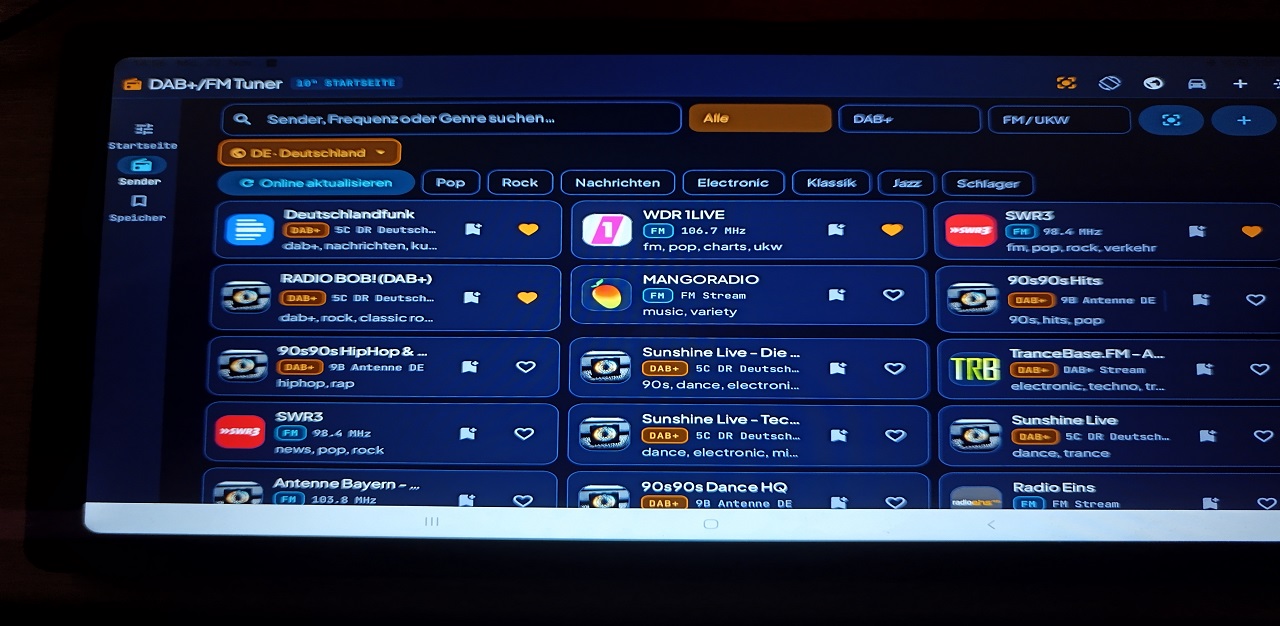 DAB+/FM Tuner 10" STARTSEITE
Sender, Frequenz oder Genre suchen...
Alle
DAB+
FM/UKW
Startseite
Sender
Speicher
DE - Deutschland
Online aktualisieren
Pop
Rock
Nachrichten
Electronic
Klassik
Jazz
Schlager
Deutschlandfunk
DAB+ 5C DR Deutsch...
dab+, nachrichten, ku...
1
WDR 1LIVE
FM 106.7 MHz
fm, pop, charts, ukw
SWR3
SWR3
FM 98.4 MHz
fm, pop, rock, verkehr
RADIO BOB! (DAB+)
DAB+ 5C DR Deutsch...
dab+, rock, classic ro...
MANGORADIO
FM FM Stream
music, variety
90s90s Hits
DAB+ 9B Antenne DE
90s, hits, pop
90s90s HipHop & ...
DAB+ 9B Antenne DE
hiphop, rap
Sunshine Live - Die ...
DAB+ 5C DR Deutsch...
90s, dance, electroni...
TRB
TranceBase.FM - A...
DAB+ DAB+ Stream
electronic, techno, tr...
SWR3
SWR3
FM 98.4 MHz
news, pop, rock
Sunshine Live - Tec...
DAB+ 5C DR Deutsch...
dance, electronic, mi...
Sunshine Live
DAB+ 5C DR Deutsch...
dance, trance
Antenne Bayern - ...
FM 103.8 MHz
90s90s Dance HQ
DAB+ 9B Antenne DE
radioeins
Radio Eins
FM FM Stream